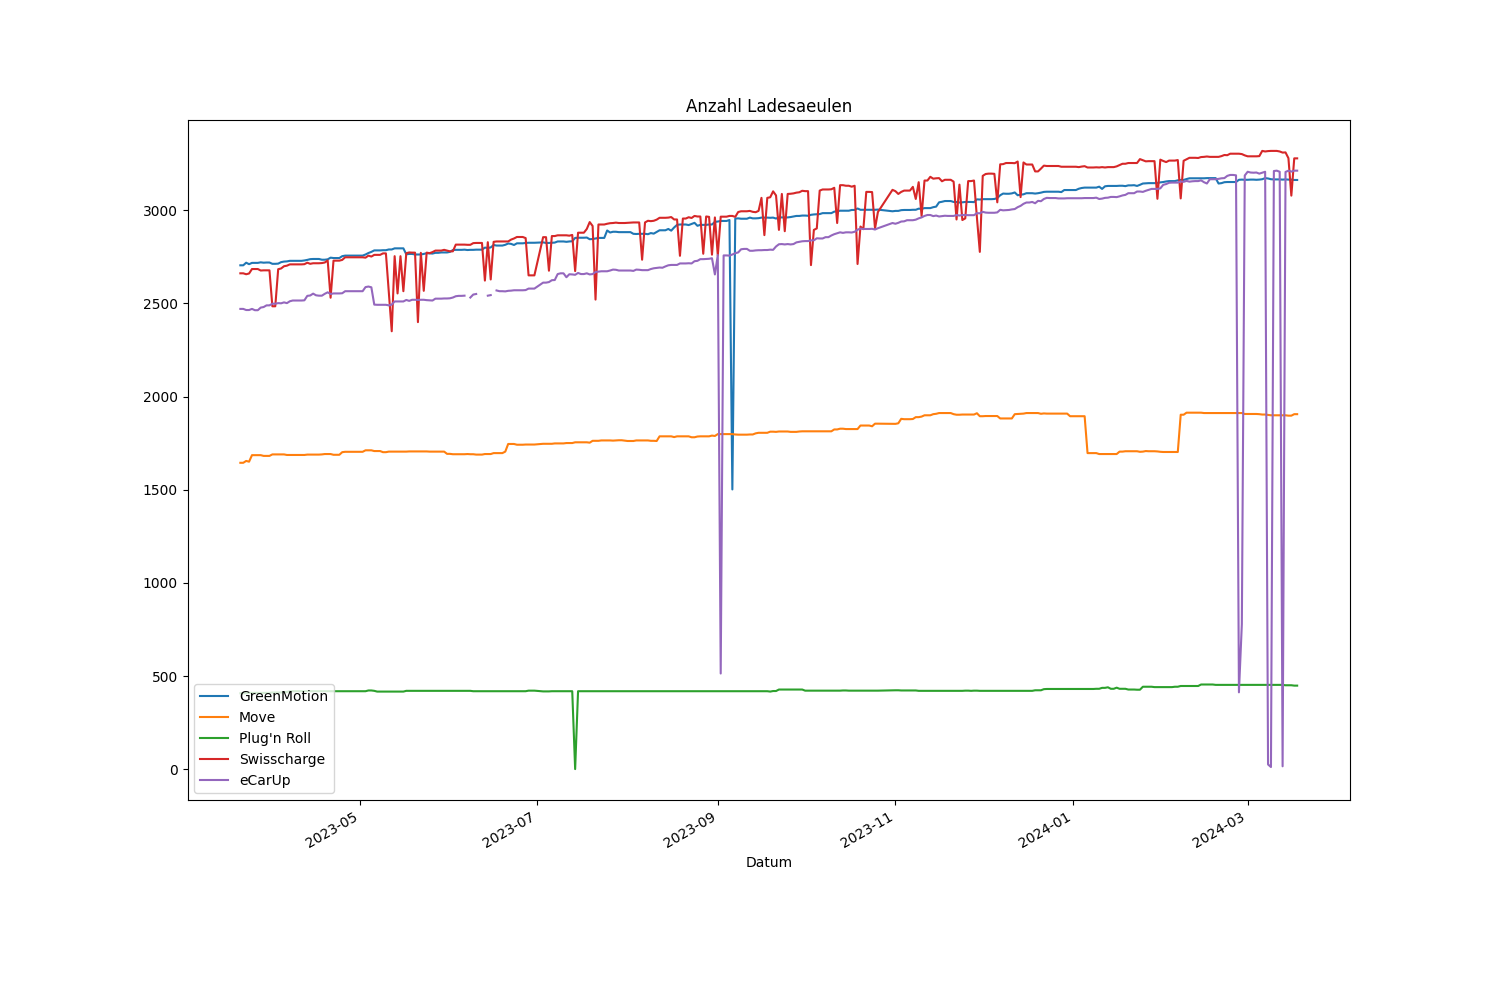 Anzahl Ladesaeulen
3000
2500
2000
1500
1000
500
0
GreenMotion
Move
Plug'n Roll
Swisscharge
eCarUp
2023-05
2023-07
2023-09
2023-11
2024-01
2024-03
Datum